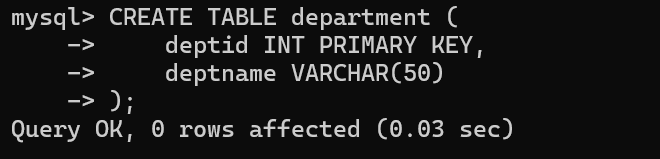 mysql> CREATE TABLE department (
    ->     deptid INT PRIMARY KEY,
    ->     deptname VARCHAR(50)
    -> );
Query OK, 0 rows affected (0.03 sec)